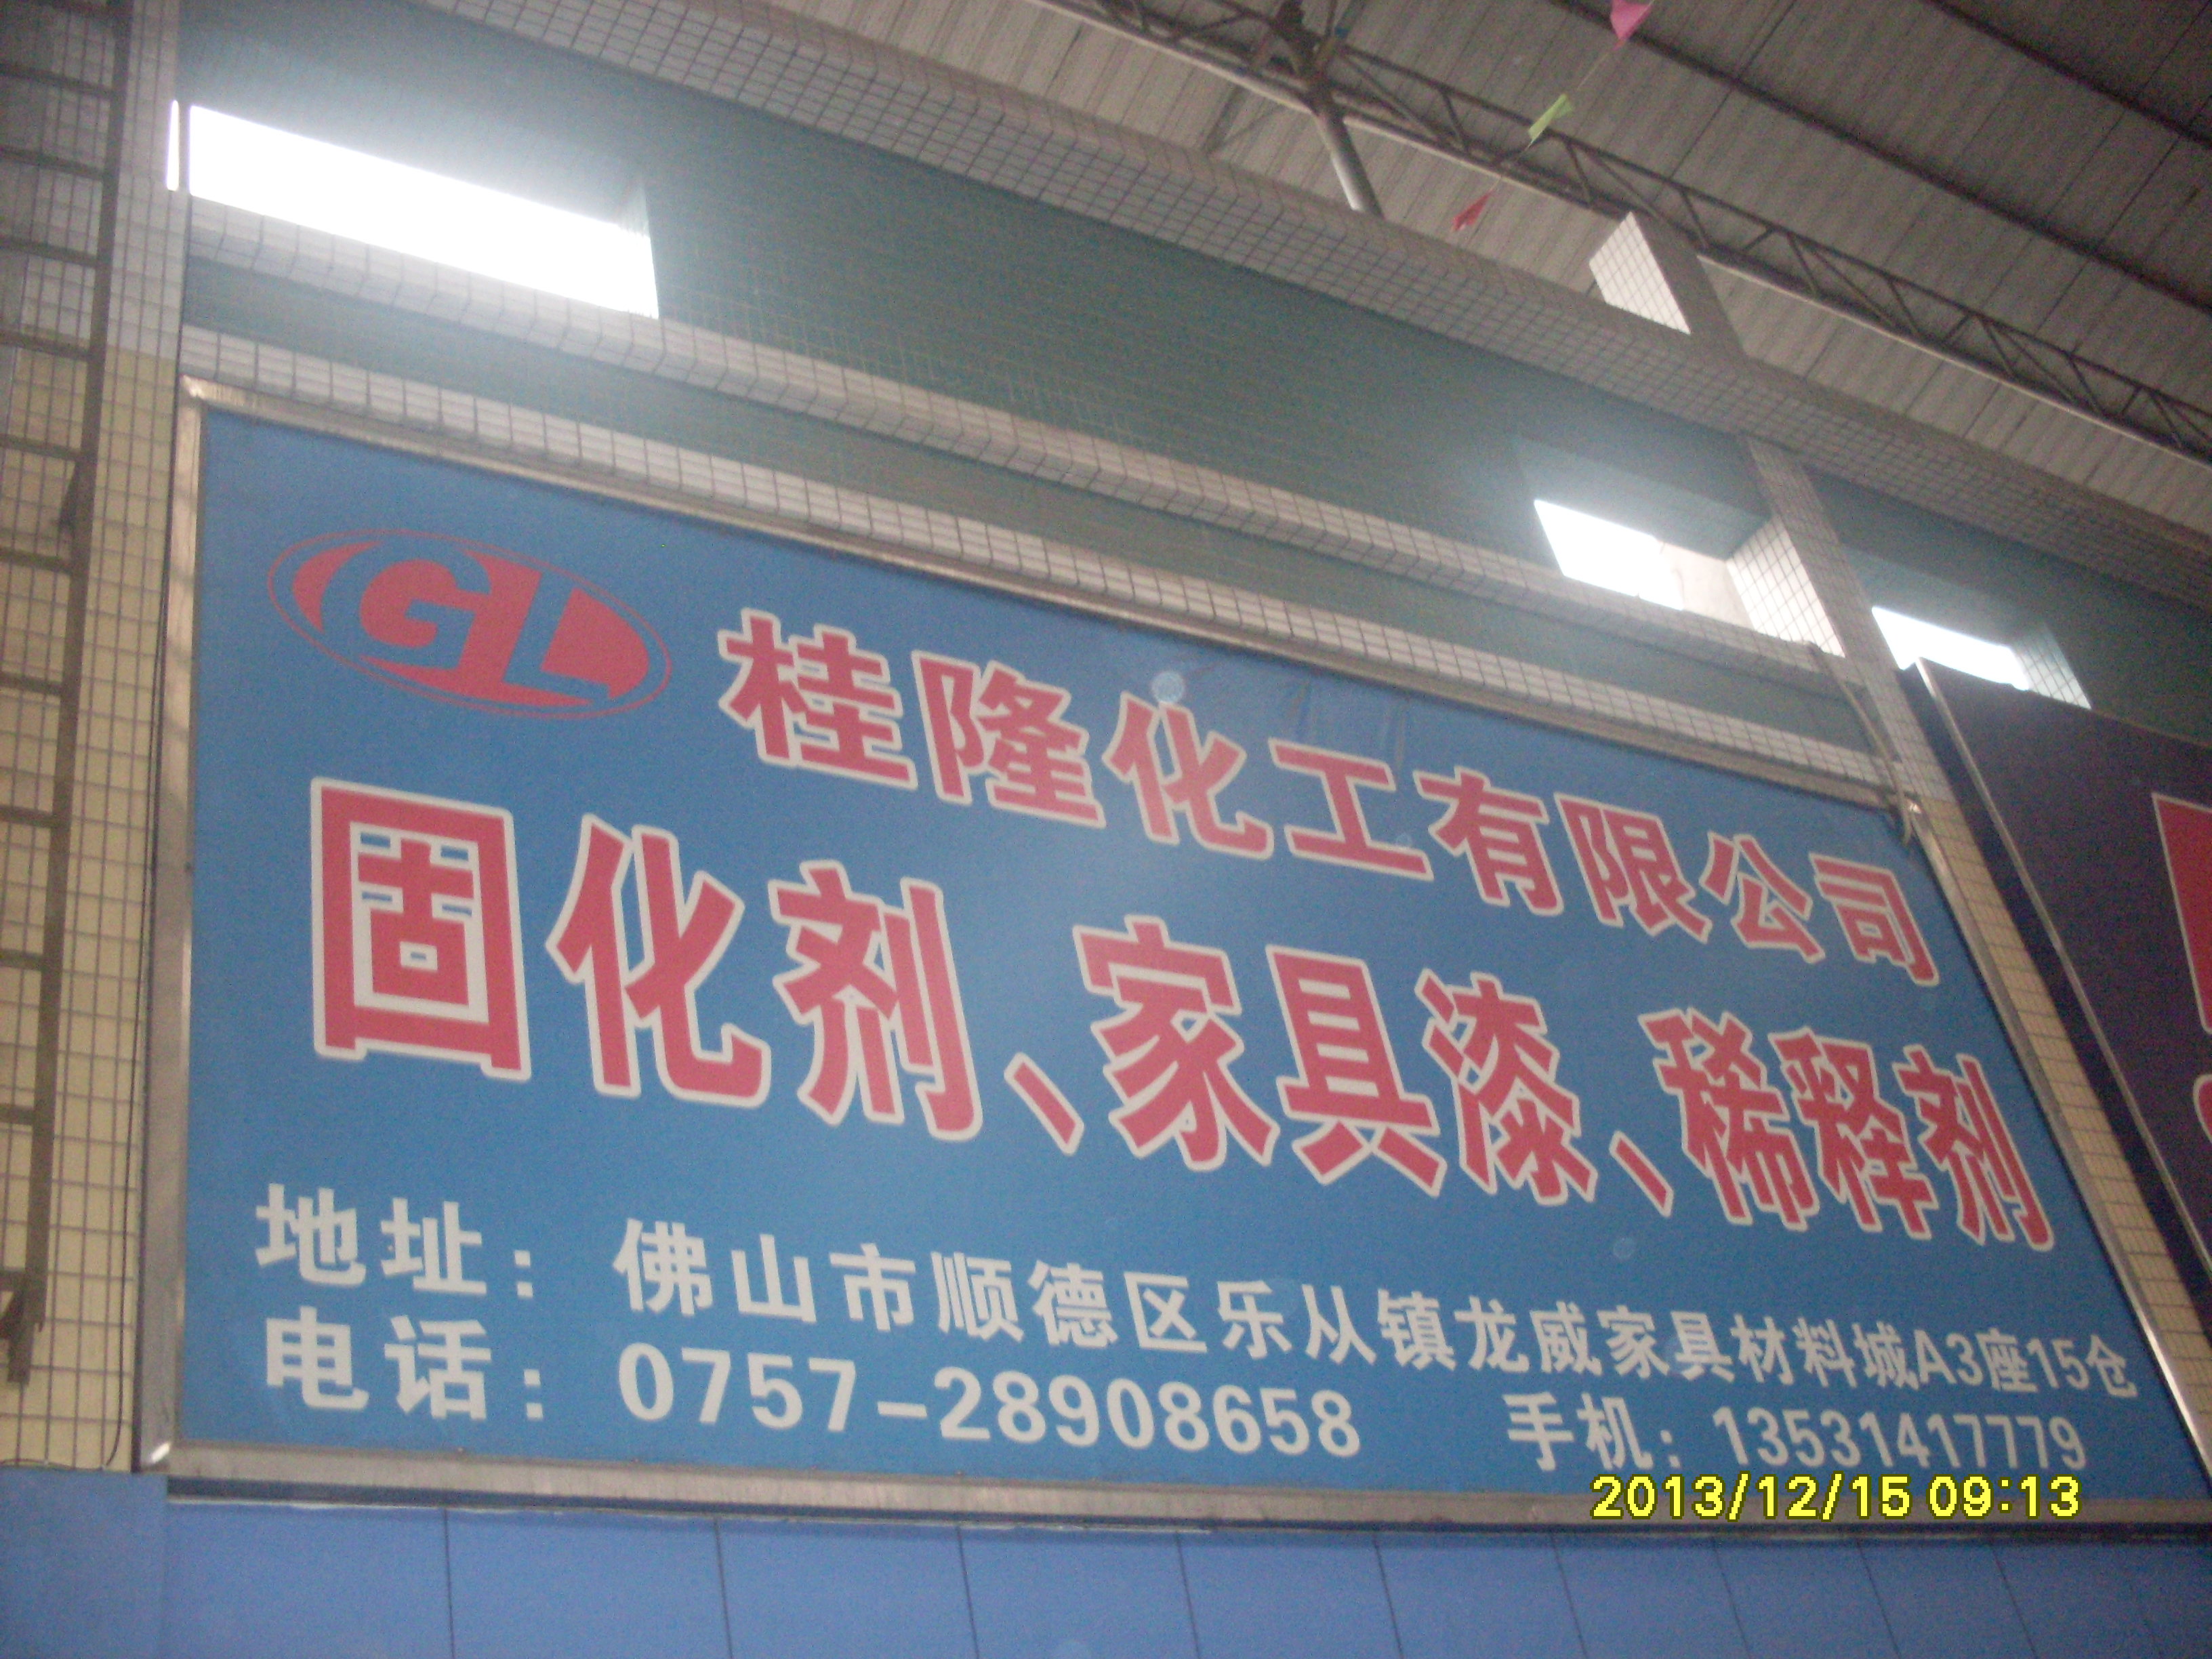 GL
桂隆化工有限公司
固化剂、家具漆、稀释剂
地址：佛山市顺德区乐从镇龙威家具材料城A3座15仓
电话：0757-28908658 手机：13531417779
2013/12/15 09:13